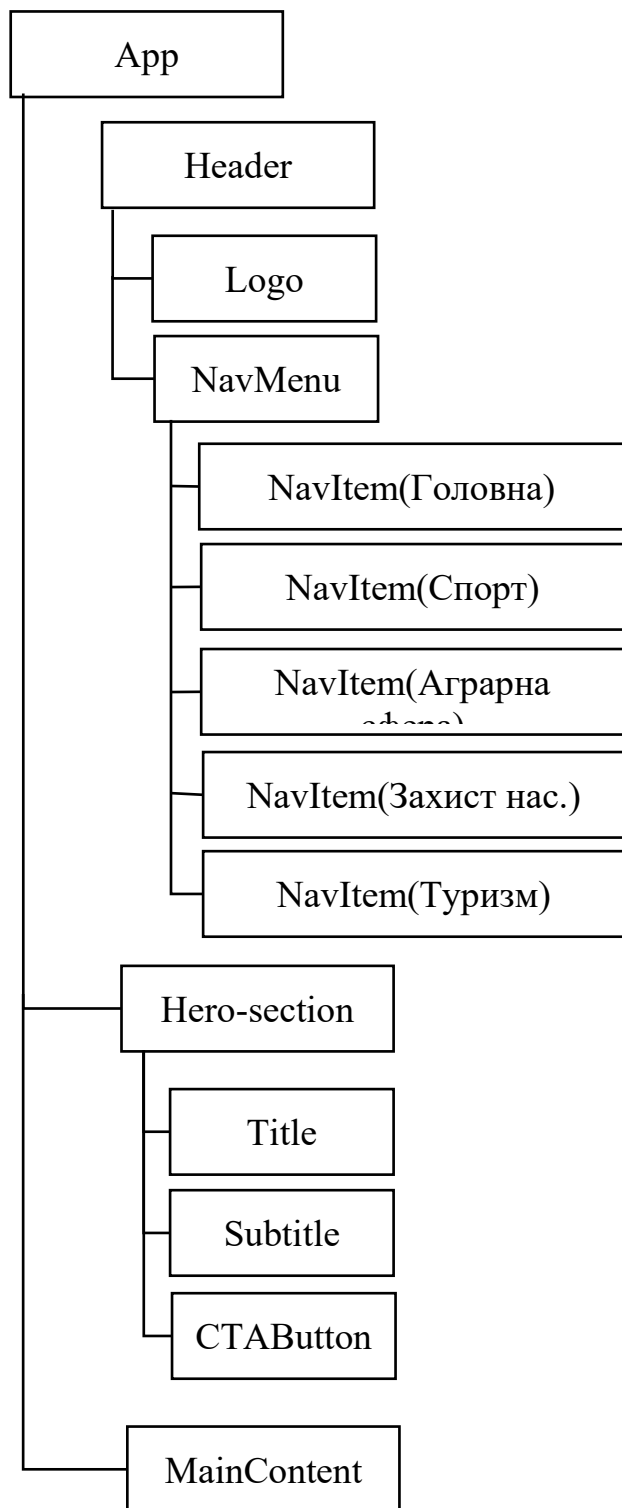 App
Header
Logo
NavMenu
NavItem(Головна)
NavItem(Спорт)
NavItem(Аграрна
сфера)
NavItem(Захист нас.)
NavItem(Туризм)
Hero-section
Title
Subtitle
CTAButton
MainContent